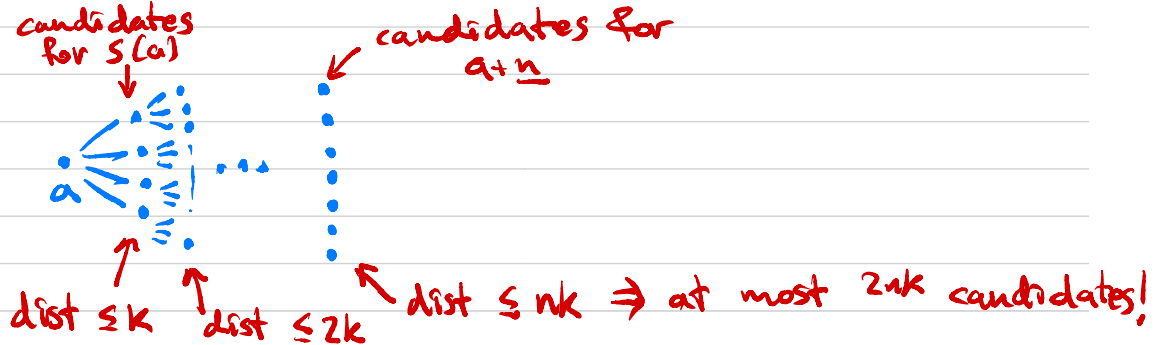 candidates
for S(a)
candidates for
a+n
a
dist ≤k
dist ≤2k
dist ≤ nk ⇒ at most 2nk candidates!